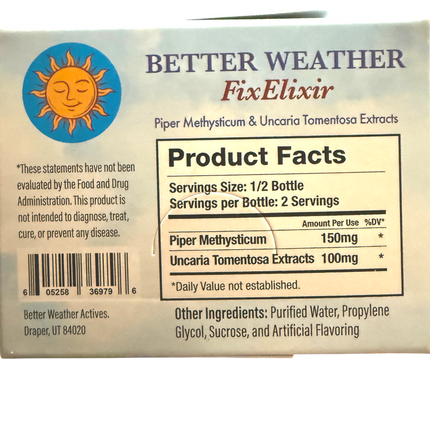 BETTER WEATHER
FixElixir
Piper Methysticum & Uncaria Tomentosa Extracts
*These statements have not been
evaluated by the Food and Drug
Administration. This product is
not intended to diagnose, treat,
cure, or prevent any disease.
6 05258 36979 6
Better Weather Actives.
Draper, UT 84020
Product Facts
Servings Size: 1/2 Bottle
Servings per Bottle: 2 Servings
Amount Per Use %DV*
Piper Methysticum 150mg *
Uncaria Tomentosa Extracts 100mg *
*Daily Value not established.
Other Ingredients: Purified Water, Propylene
Glycol, Sucrose, and Artificial Flavoring